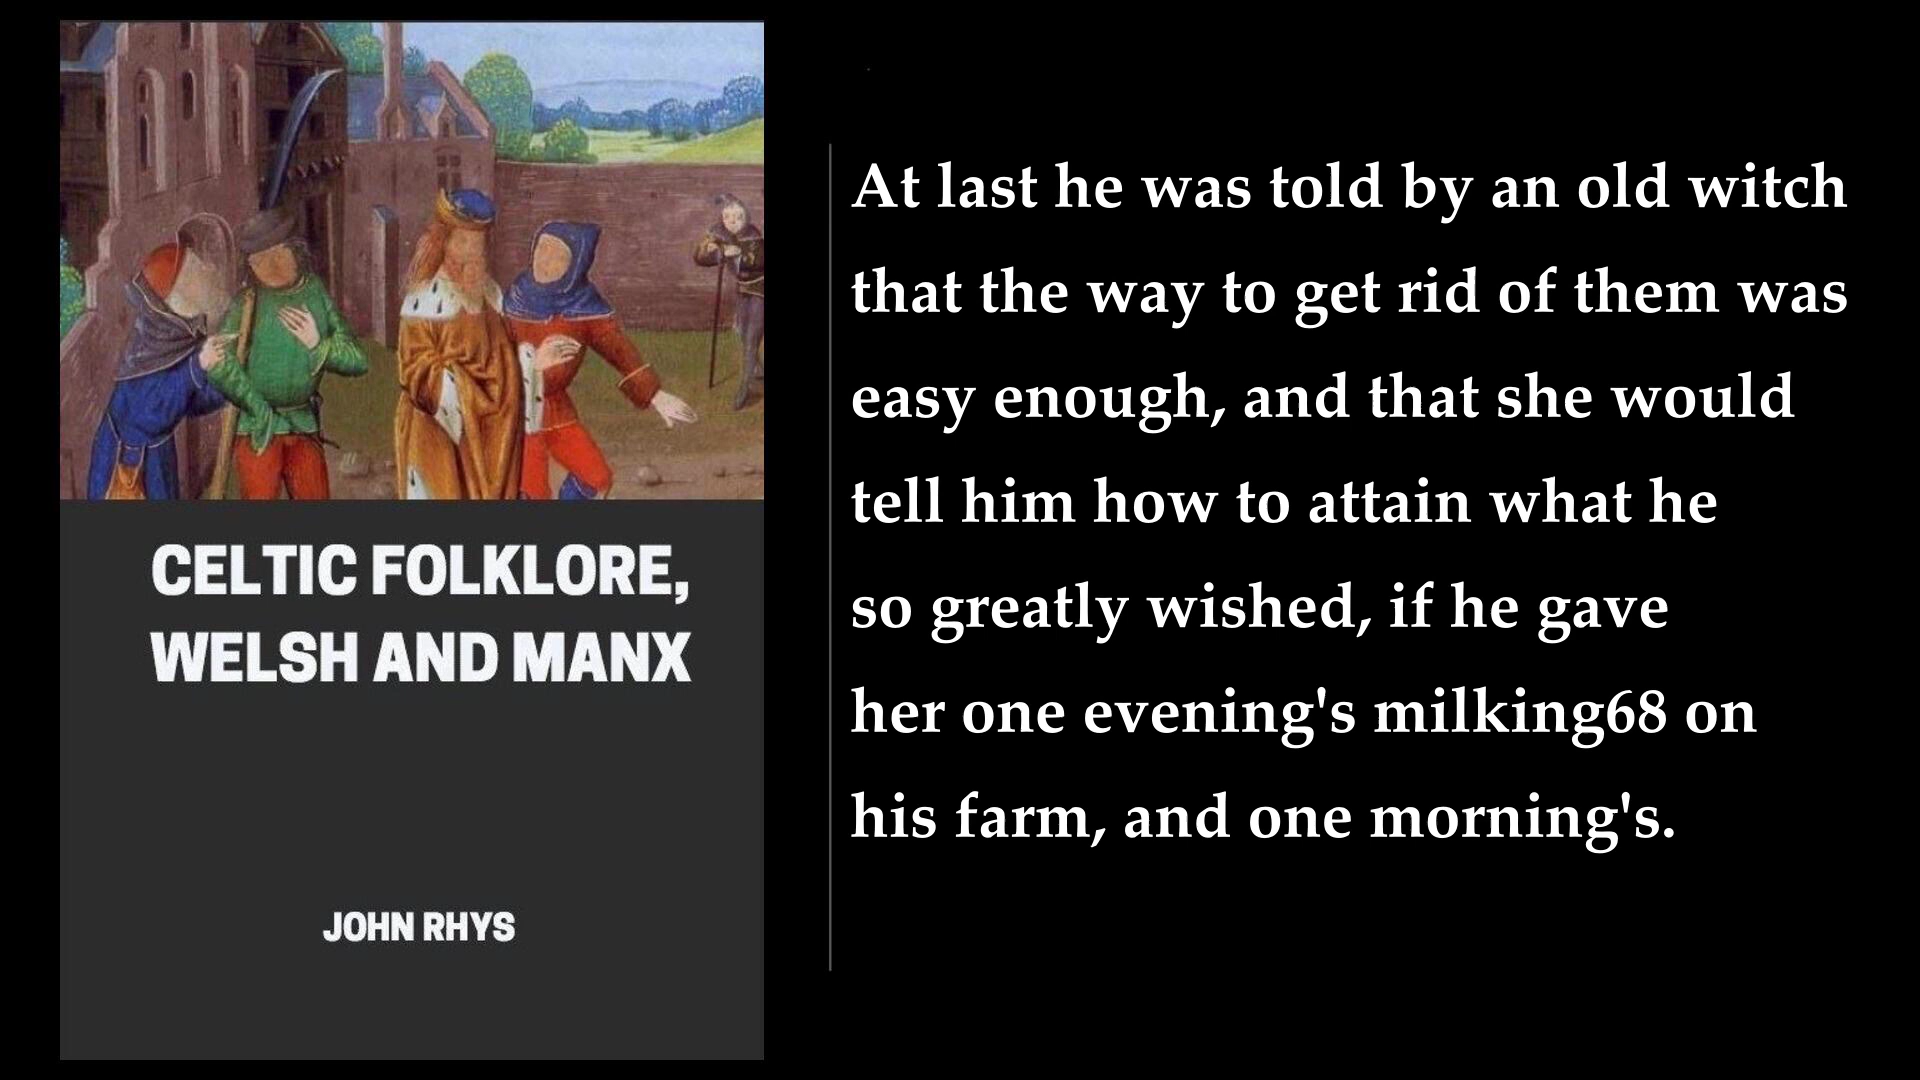 CELTIC FOLKLORE,
WELSH AND MANX
JOHN RHYS
At last he was told by an old witch
that the way to get rid of them was
easy enough, and that she would
tell him how to attain what he
so greatly wished, if he gave
her one evening's milking68 on
his farm, and one morning's.